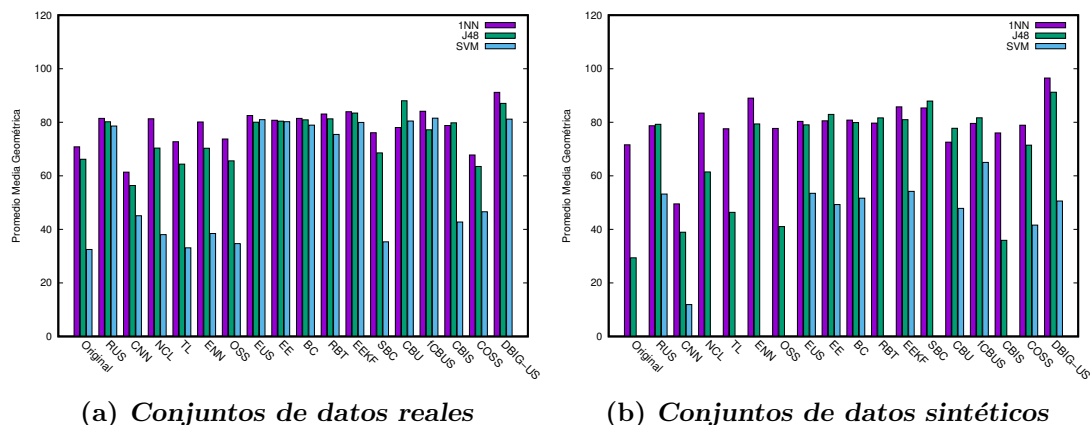 Promedio Media Geométrica
120
100
80
60
40
20
0
1NN
J48
SVM
Original
RUS
CNN
NCL
TL
ENN
OSS
EUS
EE
BC
RBT
EEKF
SBC
CBU
fCBUS
CBIS
COSS
DBIG-US
(a) Conjuntos de datos reales
Promedio Media Geométrica
120
100
80
60
40
20
0
1NN
J48
SVM
Original
RUS
CNN
NCL
TL
ENN
OSS
EUS
EE
BC
RBT
EEKF
SBC
CBU
fCBUS
CBIS
COSS
DBIG-US
(b) Conjuntos de datos sintéticos